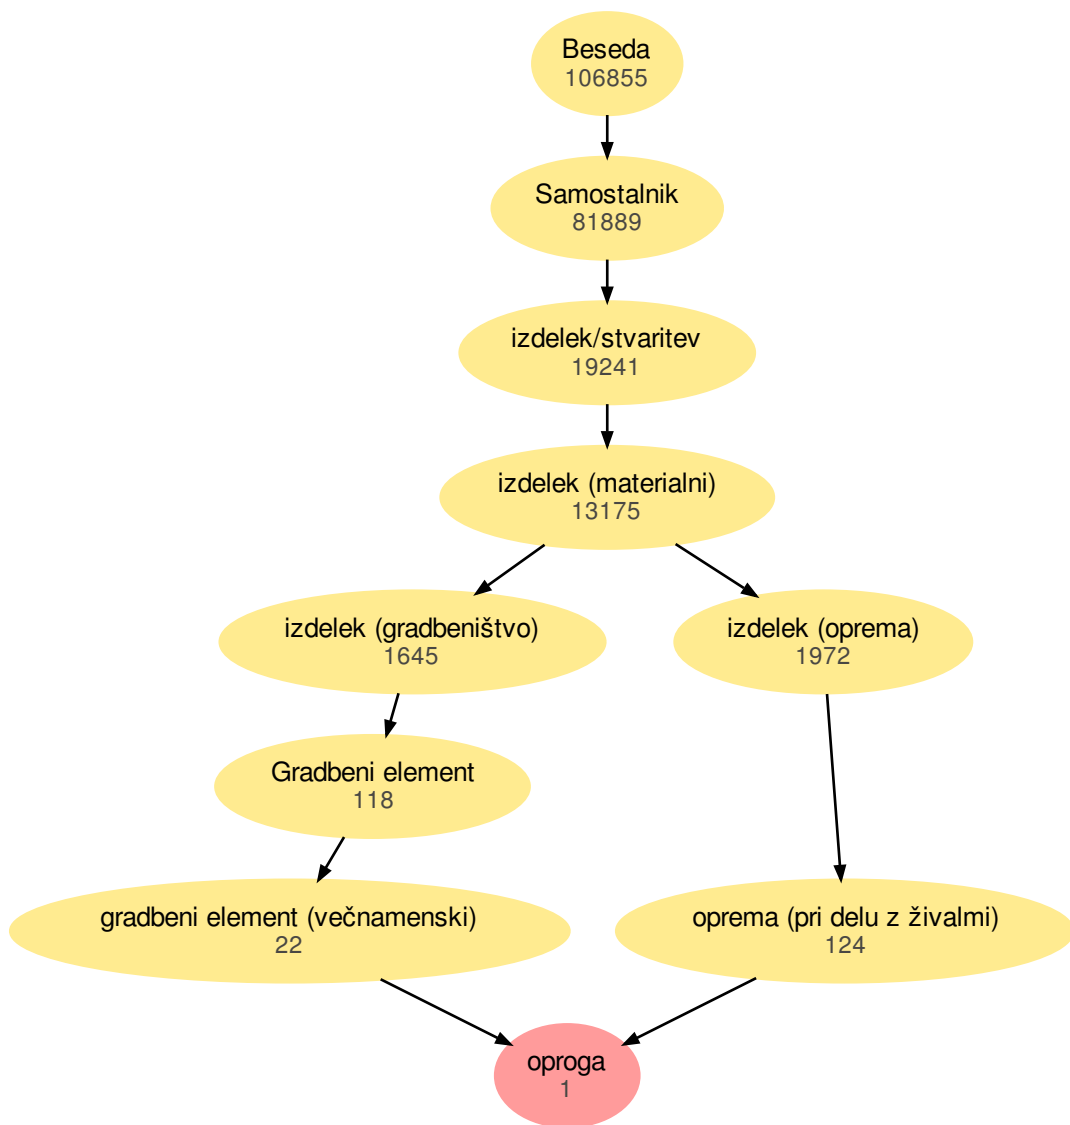 Beseda
106855
Samostalnik
81889
izdelek/stvaritev
19241
izdelek (materialni)
13175
izdelek (gradbeništvo)
1645
izdelek (oprema)
1972
Gradbeni element
118
gradbeni element (večnamenski)
22
oprema (pri delu z živalmi)
124
oproga
1